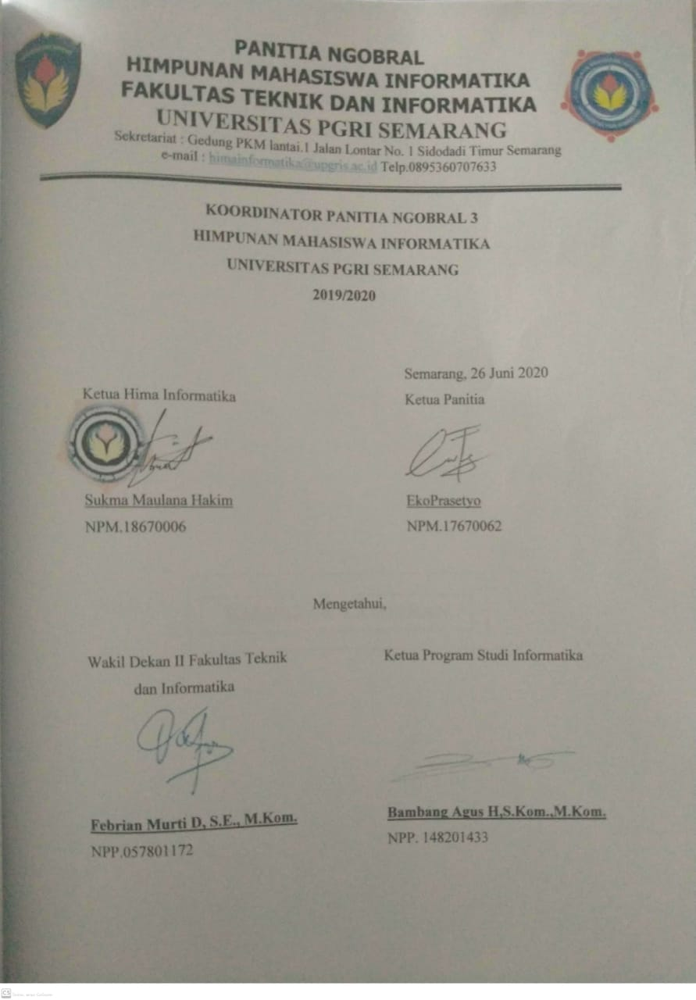 PANITIA NGOBRAL
HIMPUNAN MAHASISWA INFORMATIKA
FAKULTAS TEKNIK DAN INFORMATIKA
UNIVERSITAS PGRI SEMARANG
Sekretariat : Gedung PKM lantai.1 Jalan Lontar No. 1 Sidodadi Timur Semarang
e-mail : himainformatika@upgris.ac.id Telp.0895360707633
KOORDINATOR PANITIA NGOBRAL 3
HIMPUNAN MAHASISWA INFORMATIKA
UNIVERSITAS PGRI SEMARANG
2019/2020
Semarang, 26 Juni 2020
Ketua Hima Informatika
Ketua Panitia
Sukma Maulana Hakim
EkoPrasetyo
NPM.18670006
NPM.17670062
Mengetahui,
Wakil Dekan II Fakultas Teknik
dan Informatika
Ketua Program Studi Informatika
Febrian Murti D, S.E., M.Kom.
NPP.057801172
Bambang Agus H,S.Kom.,M.Kom.
NPP. 148201433
CS